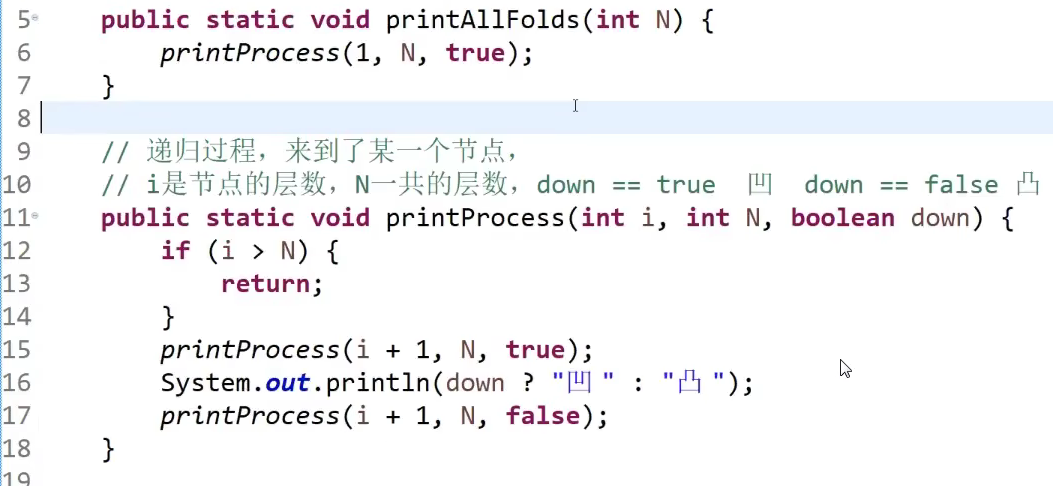 5 public static void printAllFolds(int N) {
6 printProcess(1, N, true);
7 }
8
9 // 递归过程，来到了某一个节点，
10 // i是节点的层数，N一共的层数，down == true 凹 down == false 凸
11 public static void printProcess(int i, int N, boolean down) {
12 if (i > N) {
13 return;
14 }
15 printProcess(i + 1, N, true);
16 System.out.println(down ? "凹 " : "凸 ");
17 printProcess(i + 1, N, false);
18 }
19